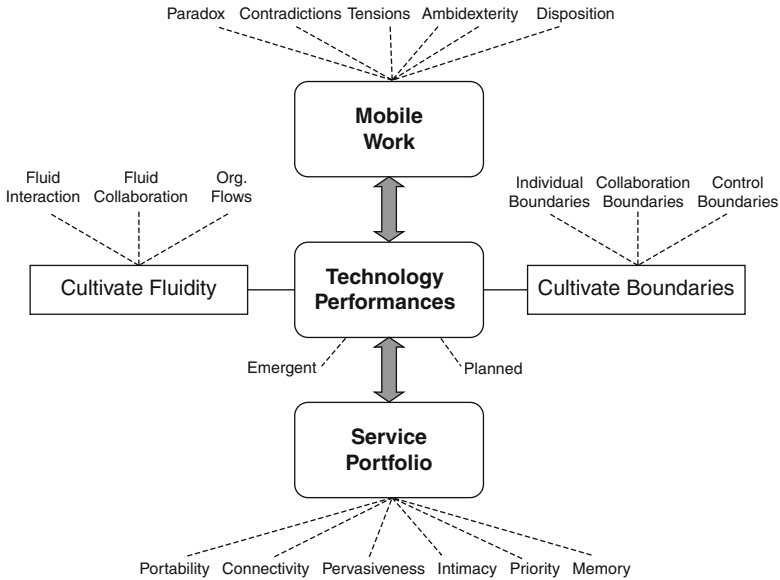 Paradox Contradictions Tensions Ambidexterity Disposition
Mobile
Work
Fluid
Interaction
Fluid
Collaboration
Org.
Flows
Individual
Boundaries
Collaboration
Boundaries
Control
Boundaries
Cultivate Fluidity
Technology
Performances
Cultivate Boundaries
Emergent
Planned
Service
Portfolio
Portability Connectivity Pervasiveness Intimacy Priority Memory